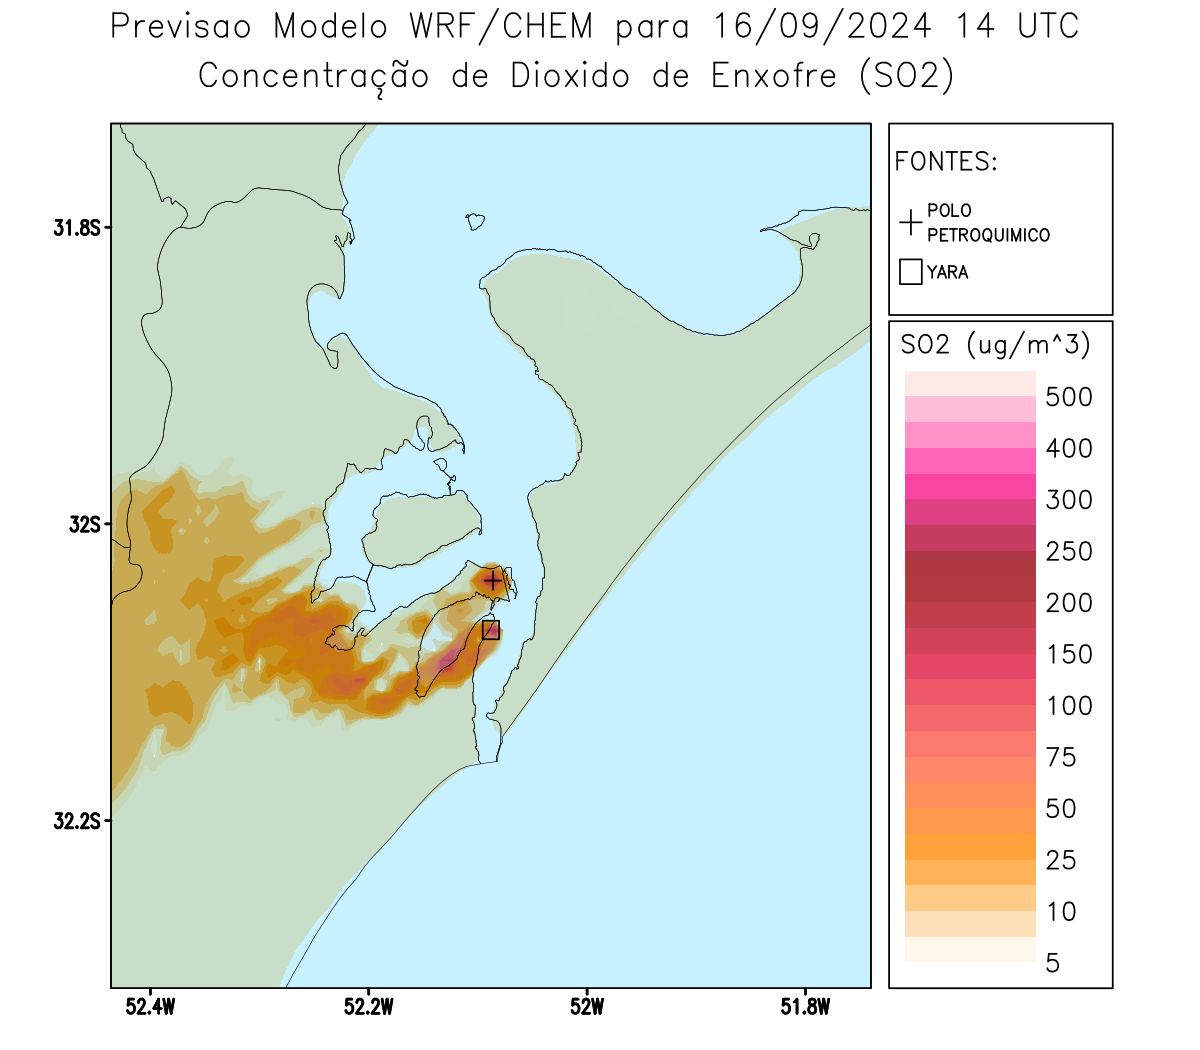 Previsao Modelo WRF/CHEM para 16/09/2024 14 UTC
Concentração de Dioxido de Enxofre (SO2)
FONTES:
POLO
PETROQUIMICO
YARA
SO2 (ug/m^3)
500
400
300
250
200
150
100
75
50
25
10
5
31.8S
32S
32.2S
52.4W
52.2W
52W
51.8W